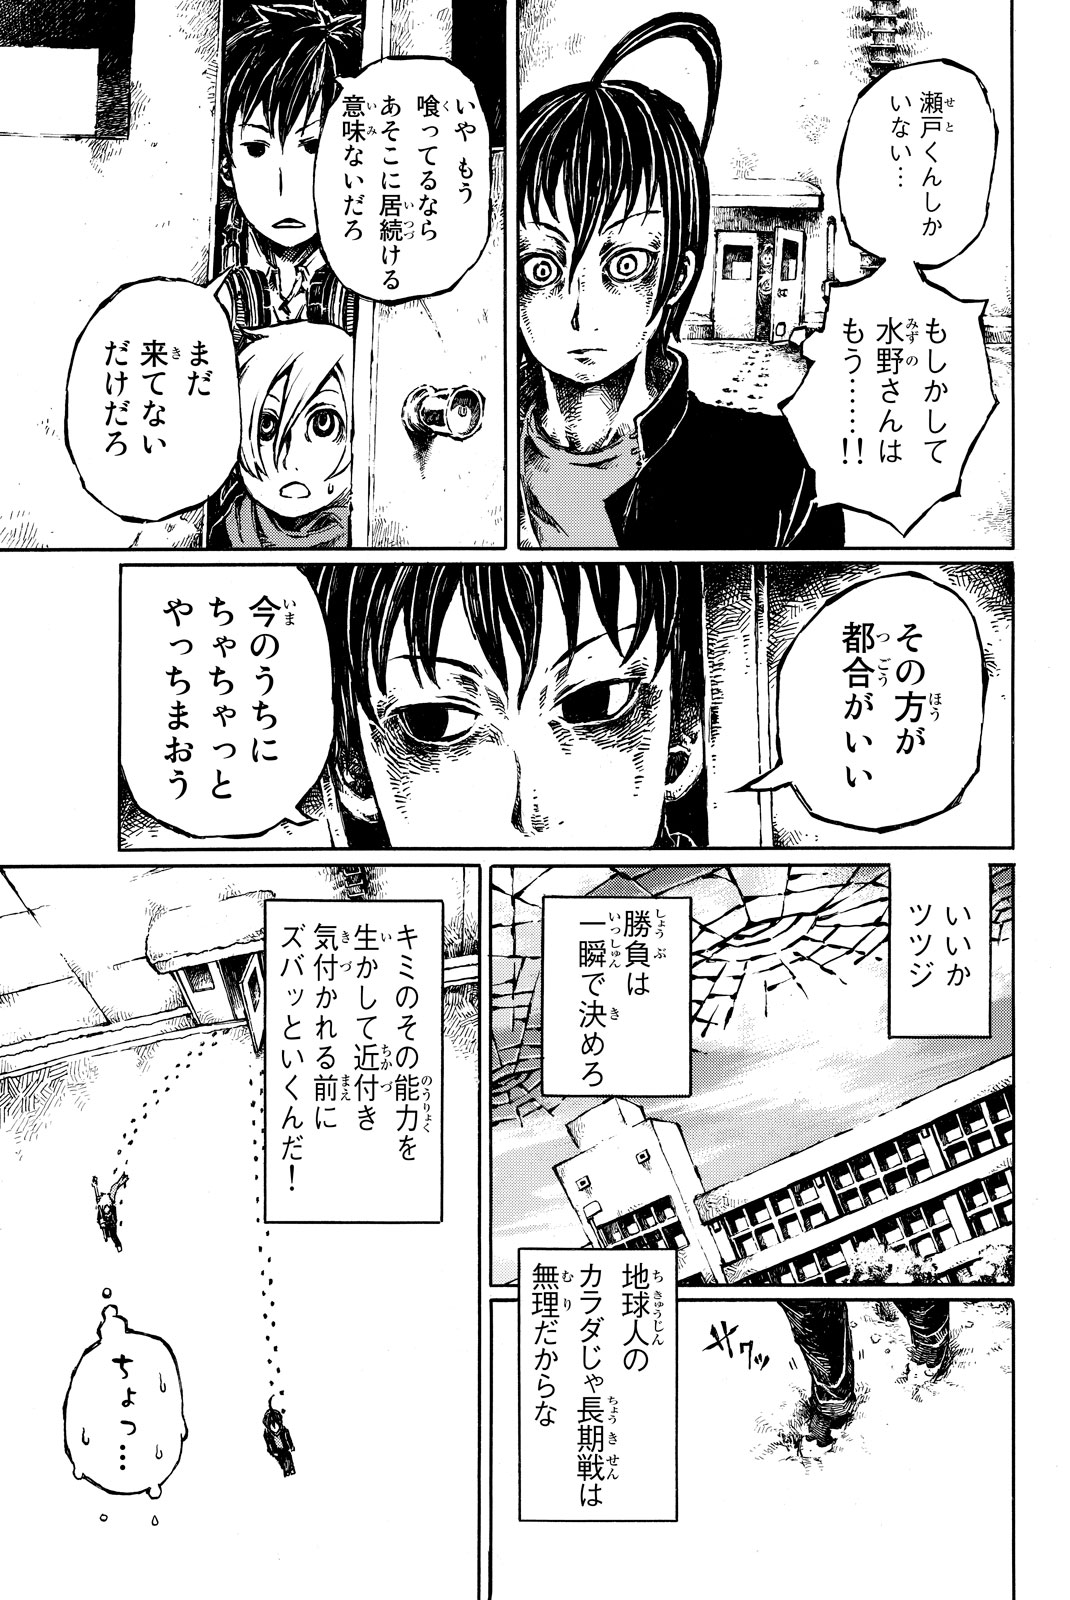 瀬戸くんしか
いない…
もしかして
水野さんは
もう……!!
いや もう
喰ってるなら
あそこに居続ける
意味ないだろ
まだ
来てない
だけだろ
その方が
都合がいい
今のうちに
ちゃちゃっと
やっちまおう
いいか
ツツジ
勝負は
一瞬で決めろ
地球人の
カラダじゃ長期戦は
無理だからな
ザワッ
キミのその能力を
生かして近付き
気付かれる前に
ズバッといくんだ!
ちょっ…